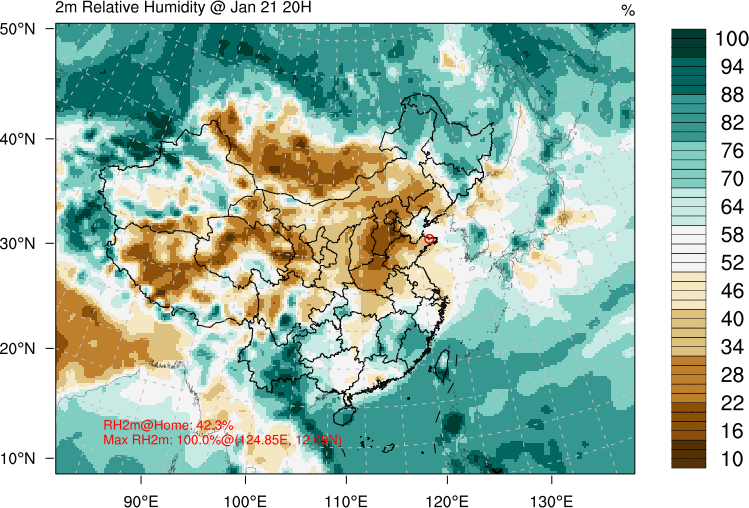 2m Relative Humidity @ Jan 21 20H
%
50°N
40°N
30°N
20°N
10°N
90°E
100°E
110°E
120°E
130°E
100
94
88
82
76
70
64
58
52
46
40
34
28
22
16
10
RH2m@Home: 42.3%
Max RH2m: 100.0%@(124.85E, 12.09N)